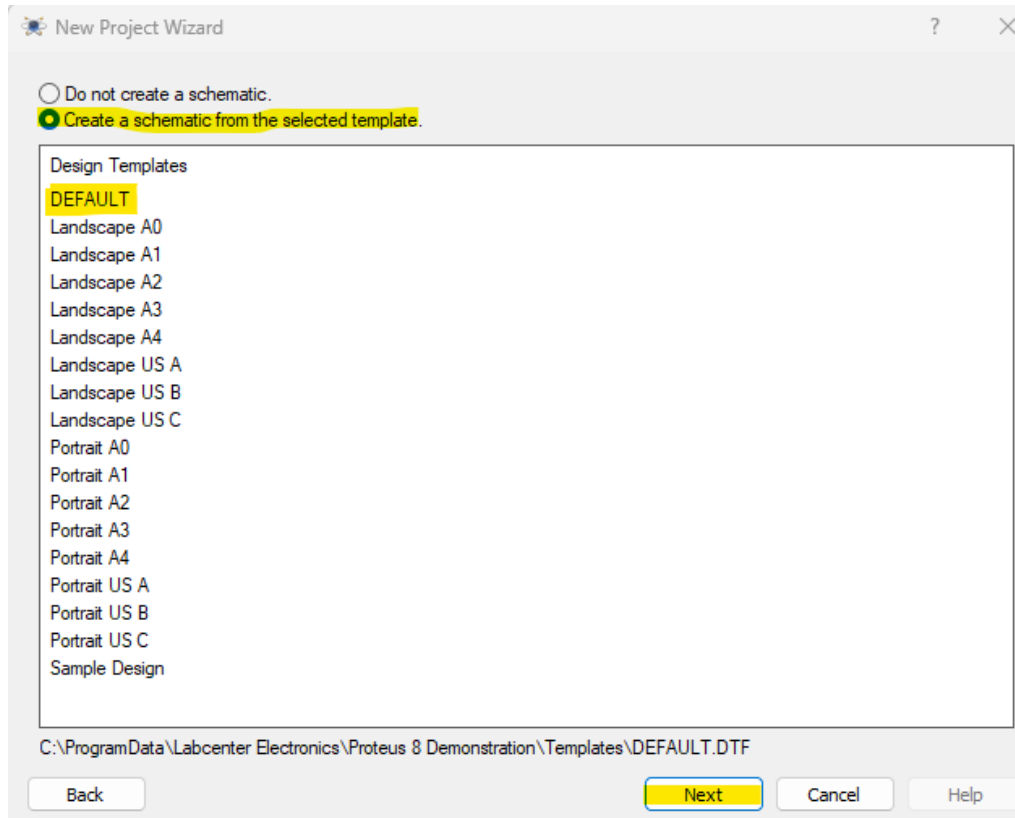 New Project Wizard ?
Do not create a schematic.
Create a schematic from the selected template.
Design Templates
DEFAULT
Landscape A0
Landscape A1
Landscape A2
Landscape A3
Landscape A4
Landscape US A
Landscape US B
Landscape US C
Portrait A0
Portrait A1
Portrait A2
Portrait A3
Portrait A4
Portrait US A
Portrait US B
Portrait US C
Sample Design
C:\ProgramData\Labcenter Electronics\Proteus 8 Demonstration\Templates\DEFAULT.DTF
Back Next Cancel Help